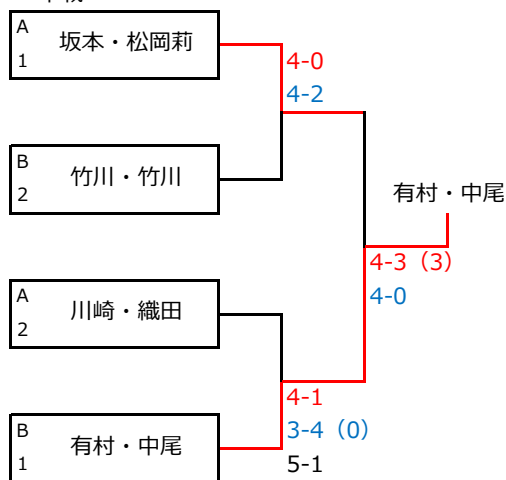 A
1
坂本・松岡莉
4-0
4-2
B
2
竹川・竹川
有村・中尾
4-3（3）
4-0
A
2
川崎・織田
4-1
3-4（0）
5-1
B
1
有村・中尾